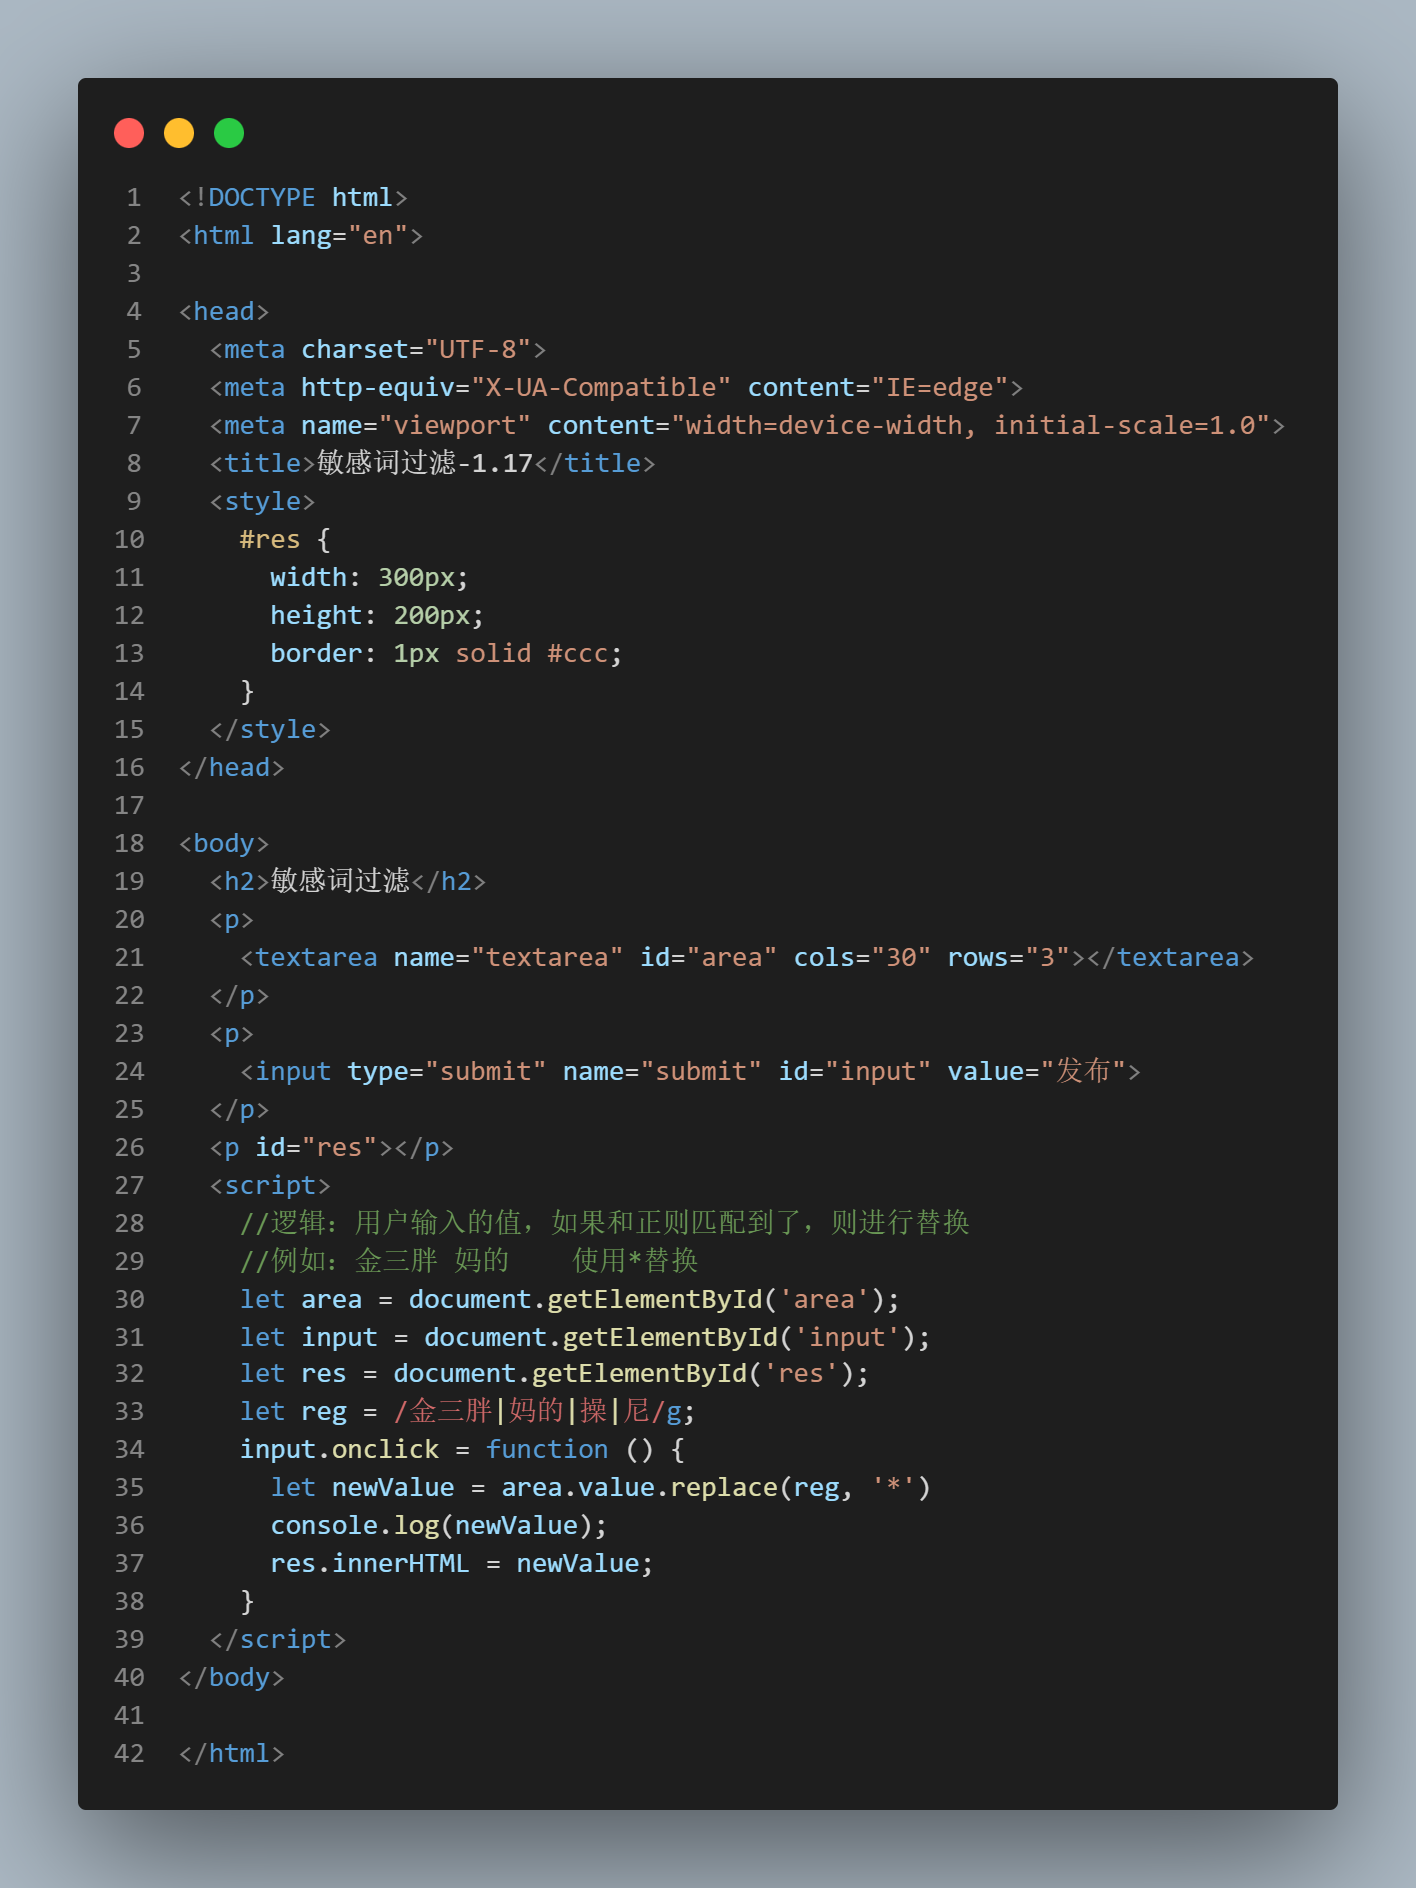 1 <!DOCTYPE html>
2 <html lang="en">
3
4 <head>
5   <meta charset="UTF-8">
6   <meta http-equiv="X-UA-Compatible" content="IE=edge">
7   <meta name="viewport" content="width=device-width, initial-scale=1.0">
8   <title>敏感词过滤-1.17</title>
9   <style>
10     #res {
11       width: 300px;
12       height: 200px;
13       border: 1px solid #ccc;
14     }
15   </style>
16 </head>
17
18 <body>
19   <h2>敏感词过滤</h2>
20   <p>
21     <textarea name="textarea" id="area" cols="30" rows="3"></textarea>
22   </p>
23   <p>
24     <input type="submit" name="submit" id="input" value="发布">
25   </p>
26   <p id="res"></p>
27   <script>
28     //逻辑：用户输入的值，如果和正则匹配到了，则进行替换
29     //例如：金三胖 妈的    使用*替换
30     let area = document.getElementById('area');
31     let input = document.getElementById('input');
32     let res = document.getElementById('res');
33     let reg = /金三胖|妈的|操|尼/g;
34     input.onclick = function () {
35       let newValue = area.value.replace(reg, '*')
36       console.log(newValue);
37       res.innerHTML = newValue;
38     }
39   </script>
40 </body>
41
42 </html>